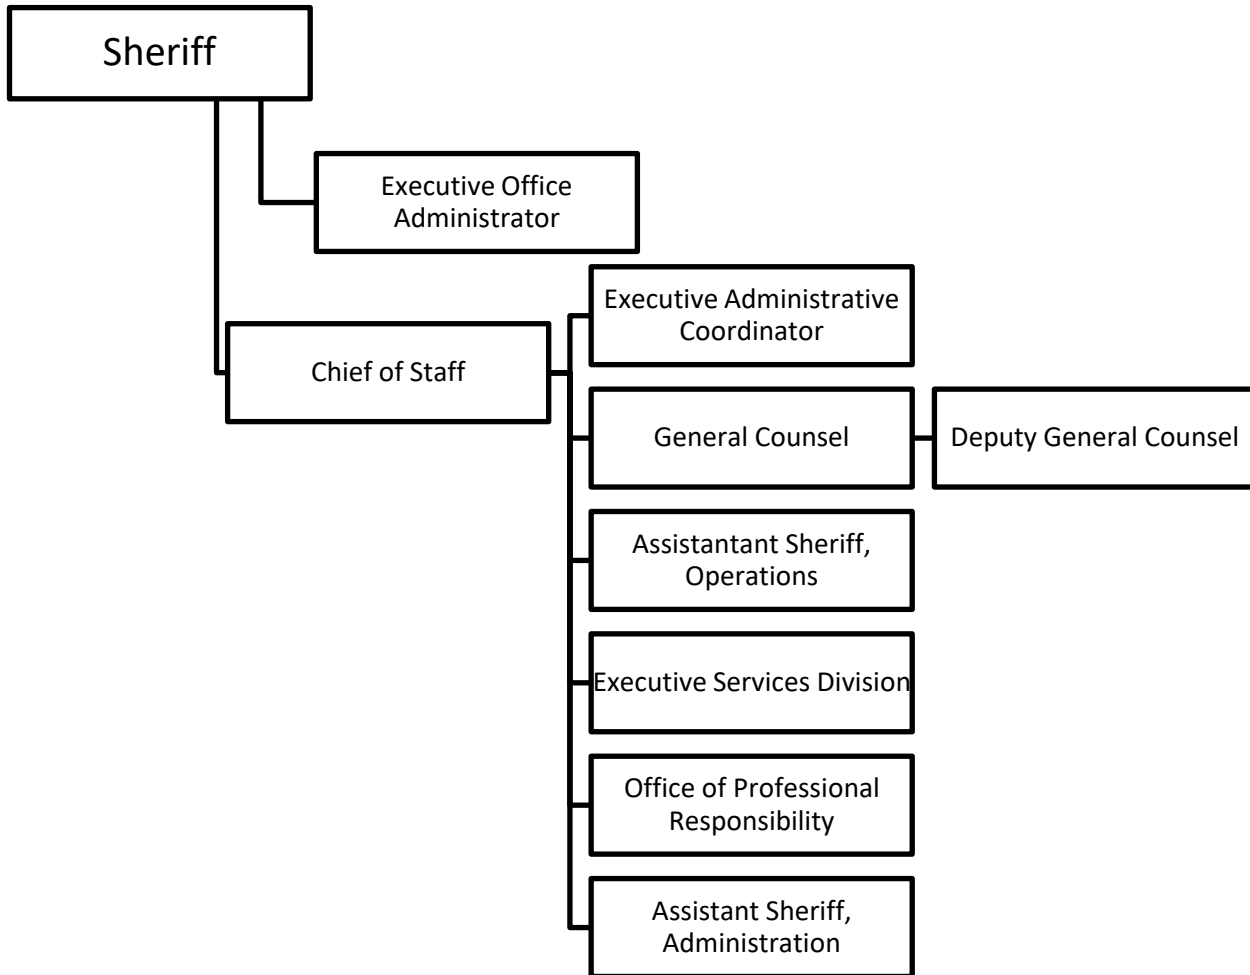 Sheriff
Executive Office
Administrator
Executive Administrative
Coordinator
Chief of Staff
General Counsel
Deputy General Counsel
Assistantant Sheriff,
Operations
Executive Services Division
Office of Professional
Responsibility
Assistant Sheriff,
Administration